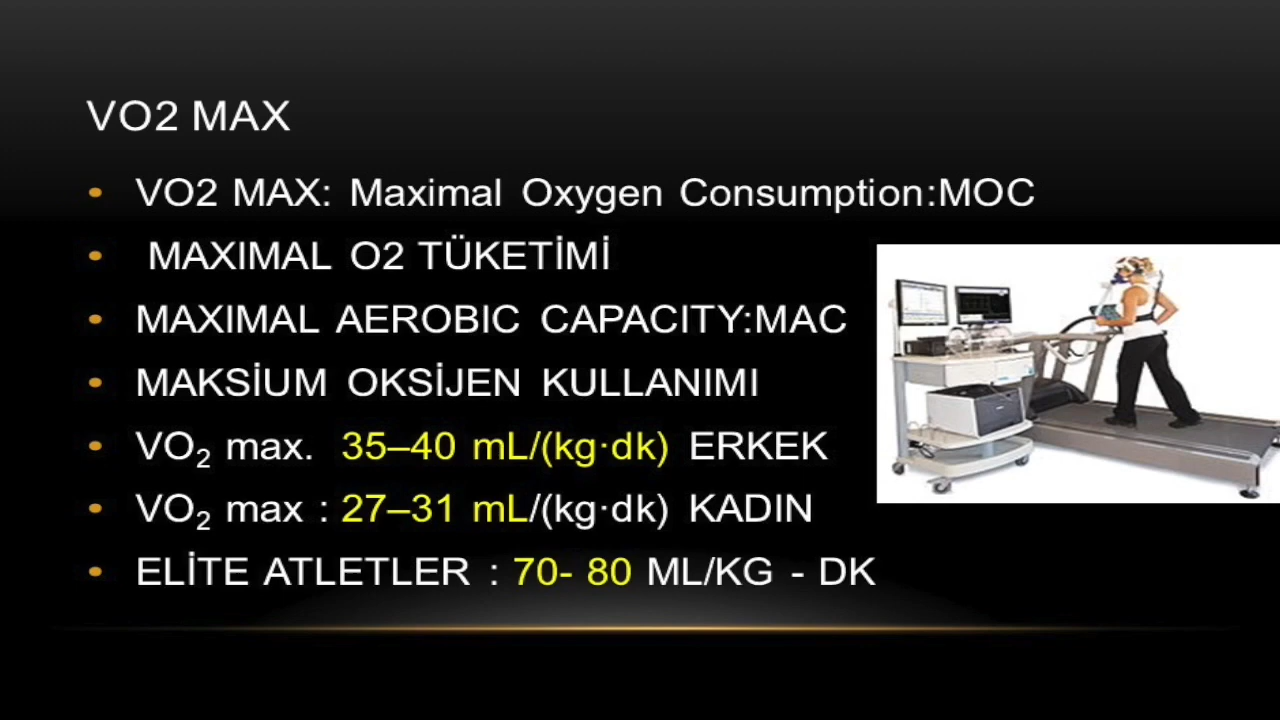 VO2 MAX
VO2 MAX: Maximal Oxygen Consumption:MOC
MAXIMAL O2 TÜKETİMİ
MAXIMAL AEROBIC CAPACITY:MAC
MAKSİUM OKSİJEN KULLANIMI
VO₂ max. 35–40 mL/(kg·dk) ERKEK
VO₂ max : 27–31 mL/(kg·dk) KADIN
ELİTE ATLETLER : 70- 80 ML/KG - DK